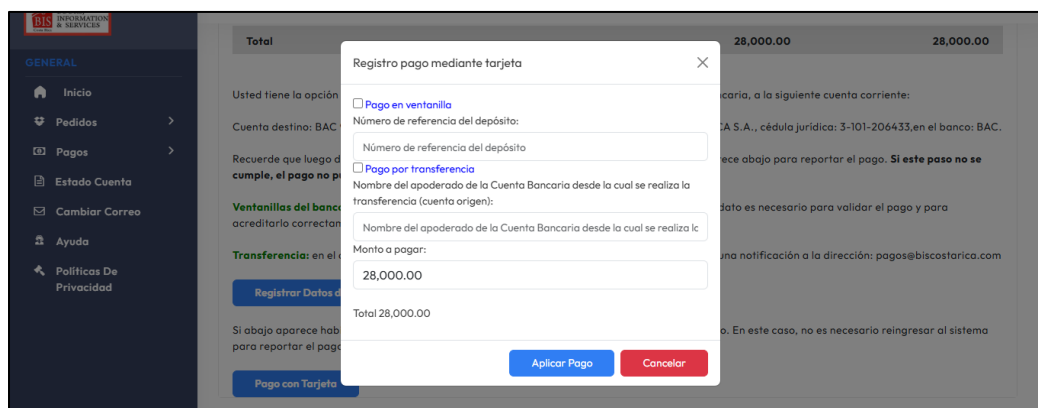 BIS INFORMATION
& SERVICES
GENERAL
Inicio
Pedidos
Pagos
Estado Cuenta
Cambiar Correo
Ayuda
Políticas De
Privacidad
Total 28,000.00 28,000.00
Usted tiene la opción caria, a la siguiente cuenta corriente:
Cuenta destino: BAC CA S.A., cédula jurídica: 3-101-206433,en el banco: BAC.
Recuerde que luego d rece abajo para reportar el pago. Si este paso no se
cumple, el pago no pu
Ventanillas del banco dato es necesario para validar el pago y para
acreditarlo correctam
Transferencia: en el una notificación a la dirección: pagos@biscostarica.com
Registrar Datos d
Si abajo aparece hab o. En este caso, no es necesario reingresar al sistema
para reportar el pago
Pago con Tarjeta
Registro pago mediante tarjeta
Pago en ventanilla
Número de referencia del depósito:
Número de referencia del depósito
Pago por transferencia
Nombre del apoderado de la Cuenta Bancaria desde la cual se realiza la
transferencia (cuenta origen):
Nombre del apoderado de la Cuenta Bancaria desde la cual se realiza lc
Monto a pagar:
28,000.00
Total 28,000.00
Aplicar Pago
Cancelar